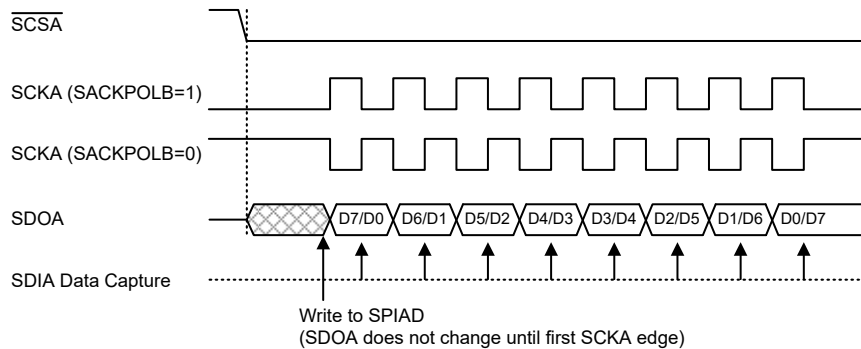 SCSA
SCKA (SACKPOLB=1)
SCKA (SACKPOLB=0)
SDOA D7/D0 D6/D1 D5/D2 D4/D3 D3/D4 D2/D5 D1/D6 D0/D7
SDIA Data Capture
Write to SPIAD
(SDOA does not change until first SCKA edge)